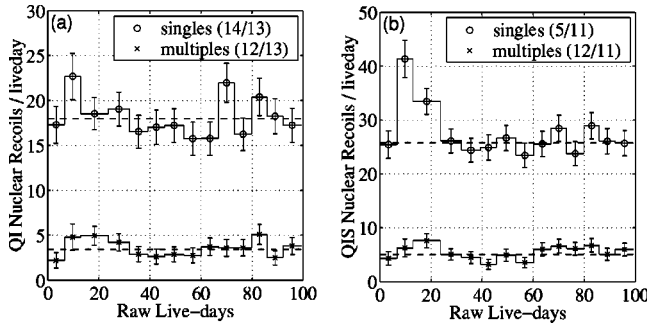 (a)
singles (14/13)
multiples (12/13)
QI Nuclear Recoils / liveday
30
25
20
15
10
5
0
0 20 40 60 80 100
Raw Live-days
(b)
singles (5/11)
multiples (12/11)
QIS Nuclear Recoils / liveday
50
40
30
20
10
0
0 20 40 60 80 100
Raw Live-days